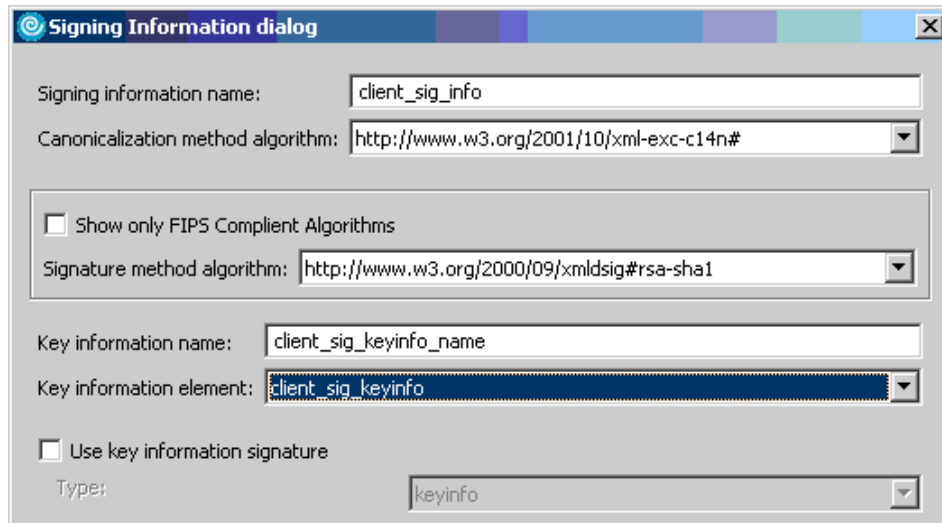 Signing Information dialog
Signing information name: client_sig_info
Canonicalization method algorithm: http://www.w3.org/2001/10/xml-exc-c14n#
Show only FIPS Complient Algorithms
Signature method algorithm: http://www.w3.org/2000/09/xmldsig#rsa-sha1
Key information name: client_sig_keyinfo_name
Key information element: client_sig_keyinfo
Use key information signature
Type: keyinfo